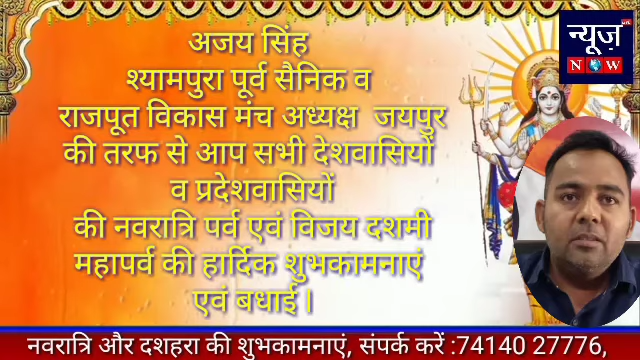 अजय सिंह
श्यामपुरा पूर्व सैनिक व
राजपूत विकास मंच अध्यक्ष जयपुर
की तरफ से आप सभी देशवासियों
व प्रदेशवासियों
की नवरात्रि पर्व एवं विजय दशमी
महापर्व की हार्दिक शुभकामनाएं
एवं बधाई।
न्यूज़
NOW
नवरात्रि और दशहरा की शुभकामनाएं, संपर्क करें :74140 27776,